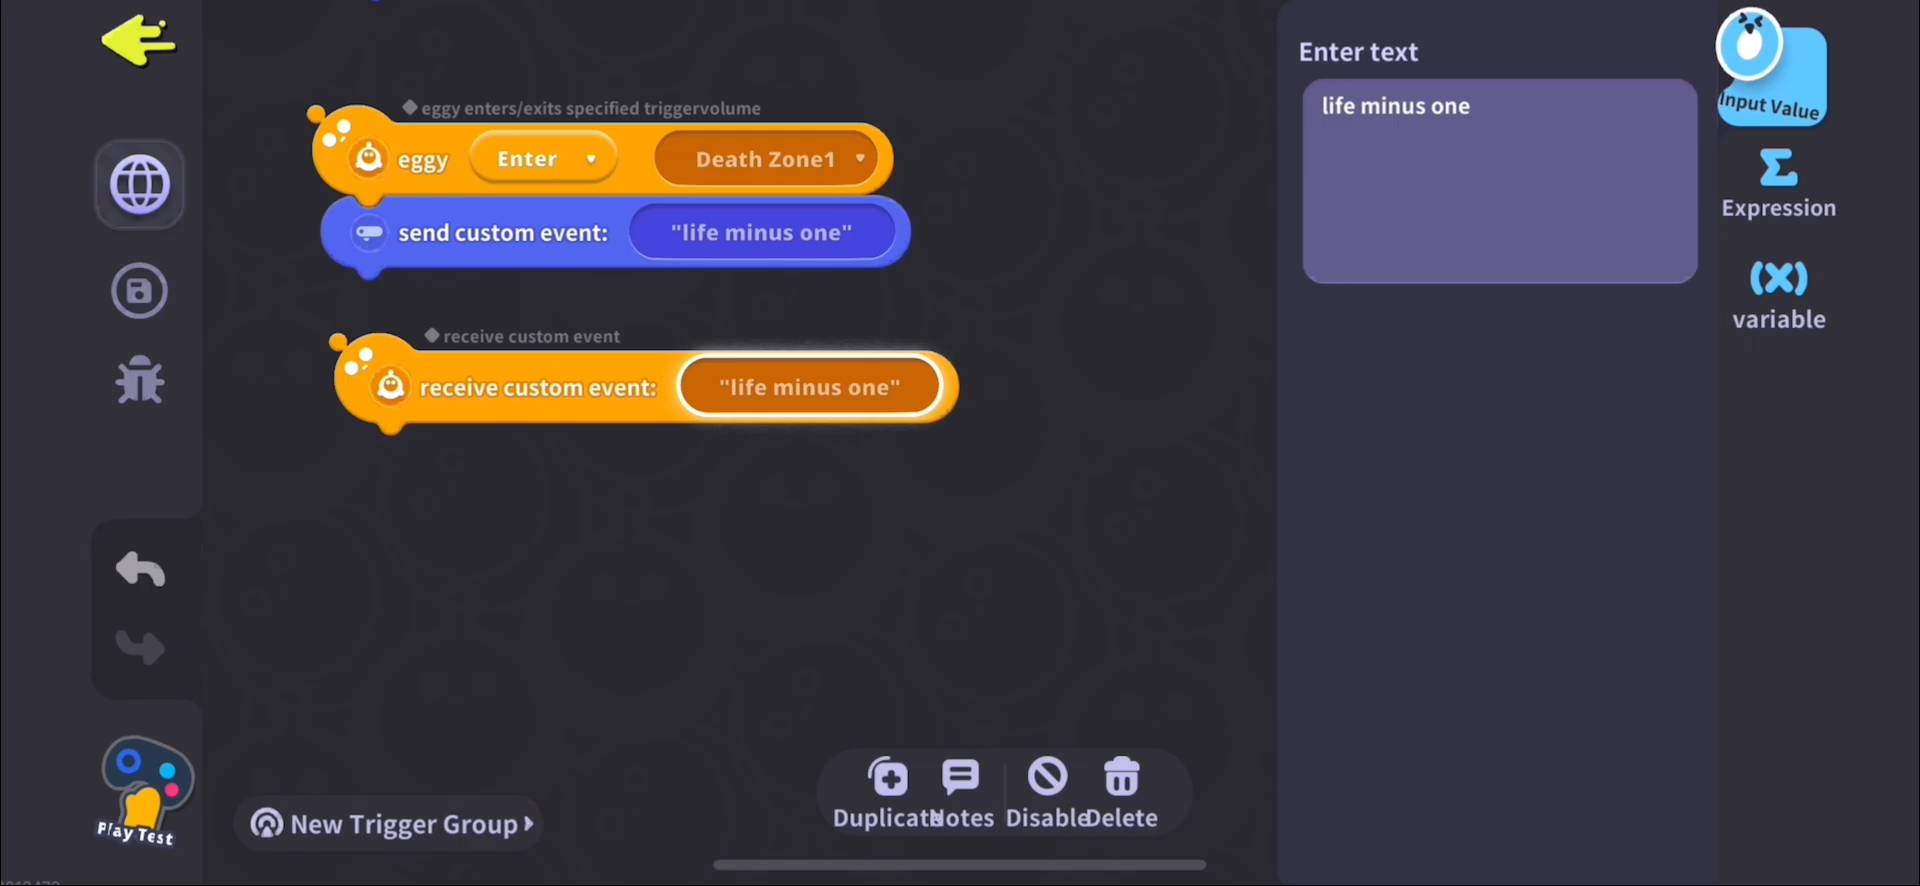 Enter text
life minus one
Input Value
Expression
variable
eggy enters/exits specified triggervolume
eggy Enter Death Zone1
send custom event: "life minus one"
receive custom event
receive custom event: "life minus one"
Duplicate Notes Disable Delete
New Trigger Group
Play Test